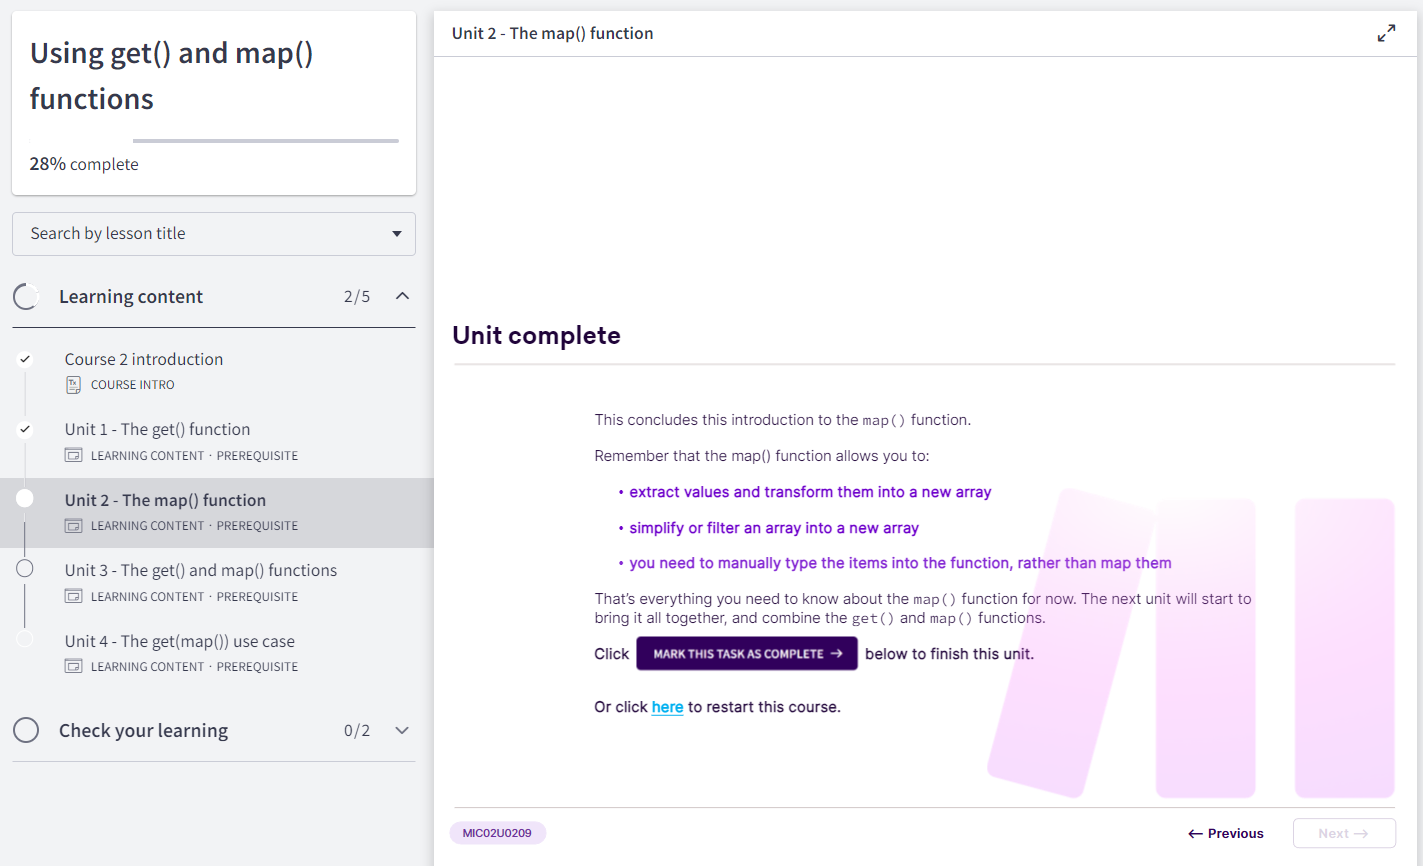 Using get() and map()
functions
28% complete
Search by lesson title
Learning content 2/5
Course 2 introduction
COURSE INTRO
Unit 1 - The get() function
LEARNING CONTENT · PREREQUISITE
Unit 2 - The map() function
LEARNING CONTENT · PREREQUISITE
Unit 3 - The get() and map() functions
LEARNING CONTENT · PREREQUISITE
Unit 4 - The get(map()) use case
LEARNING CONTENT · PREREQUISITE
Check your learning 0/2
Unit 2 - The map() function
Unit complete
This concludes this introduction to the map() function.
Remember that the map() function allows you to:
• extract values and transform them into a new array
• simplify or filter an array into a new array
• you need to manually type the items into the function, rather than map them
That's everything you need to know about the map() function for now. The next unit will start to
bring it all together, and combine the get() and map() functions.
Click MARK THIS TASK AS COMPLETE → below to finish this unit.
Or click here to restart this course.
MIC02U0209
← Previous
Next →